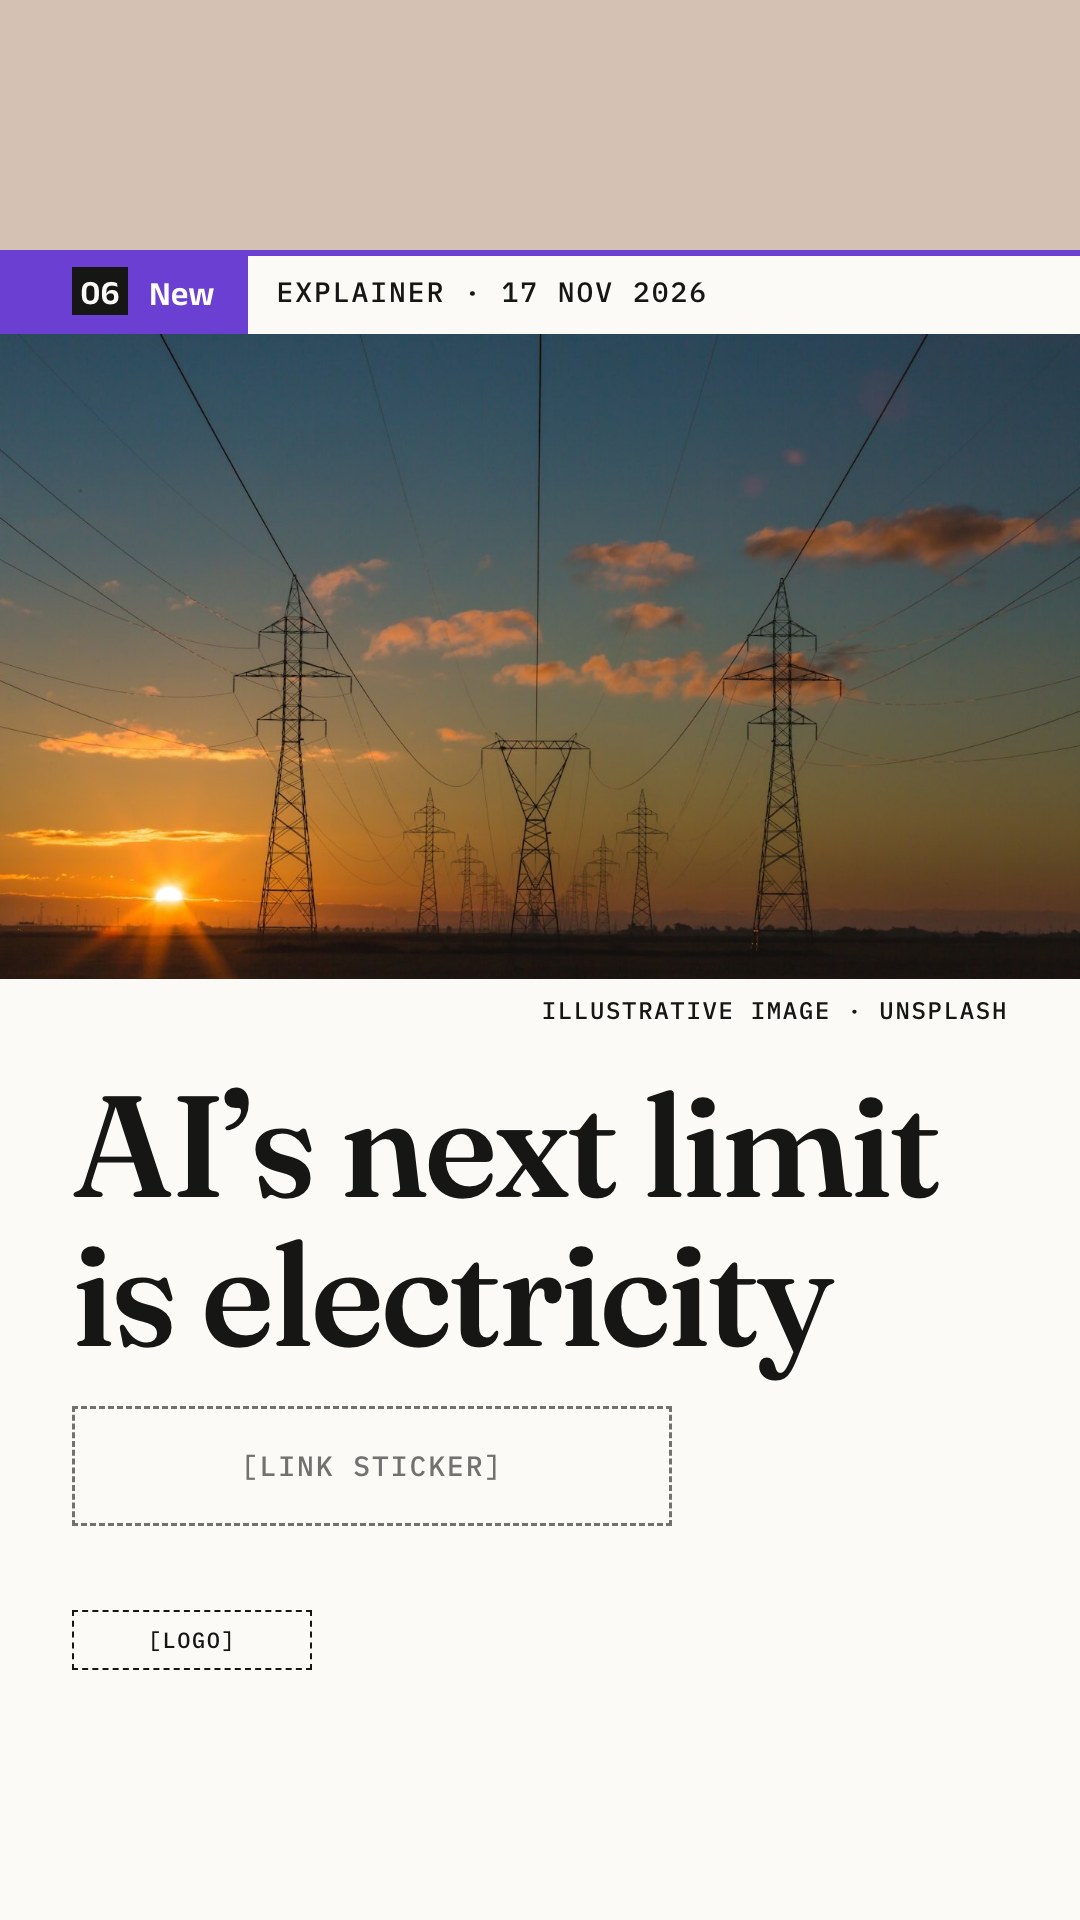 06 New EXPLAINER · 17 NOV 2026
ILLUSTRATIVE IMAGE · UNSPLASH
AI’s next limit
is electricity
[LINK STICKER]
[LOGO]